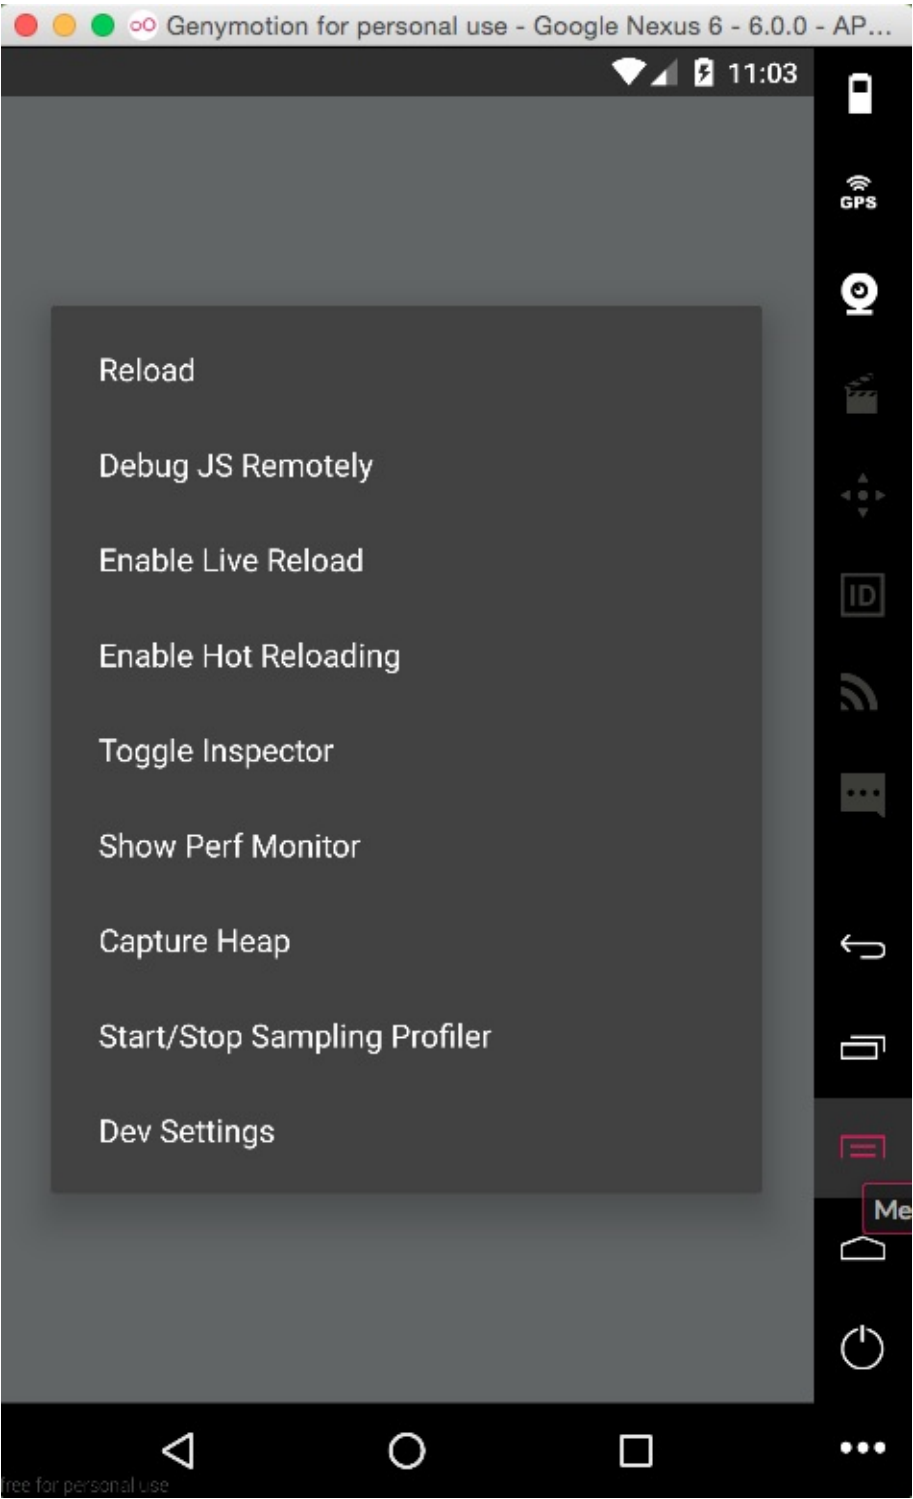 Genymotion for personal use - Google Nexus 6 - 6.0.0 - AP...
11:03
GPS
Reload
Debug JS Remotely
Enable Live Reload
ID
Enable Hot Reloading
Toggle Inspector
Show Perf Monitor
Capture Heap
Start/Stop Sampling Profiler
Dev Settings
Me
free for personal use